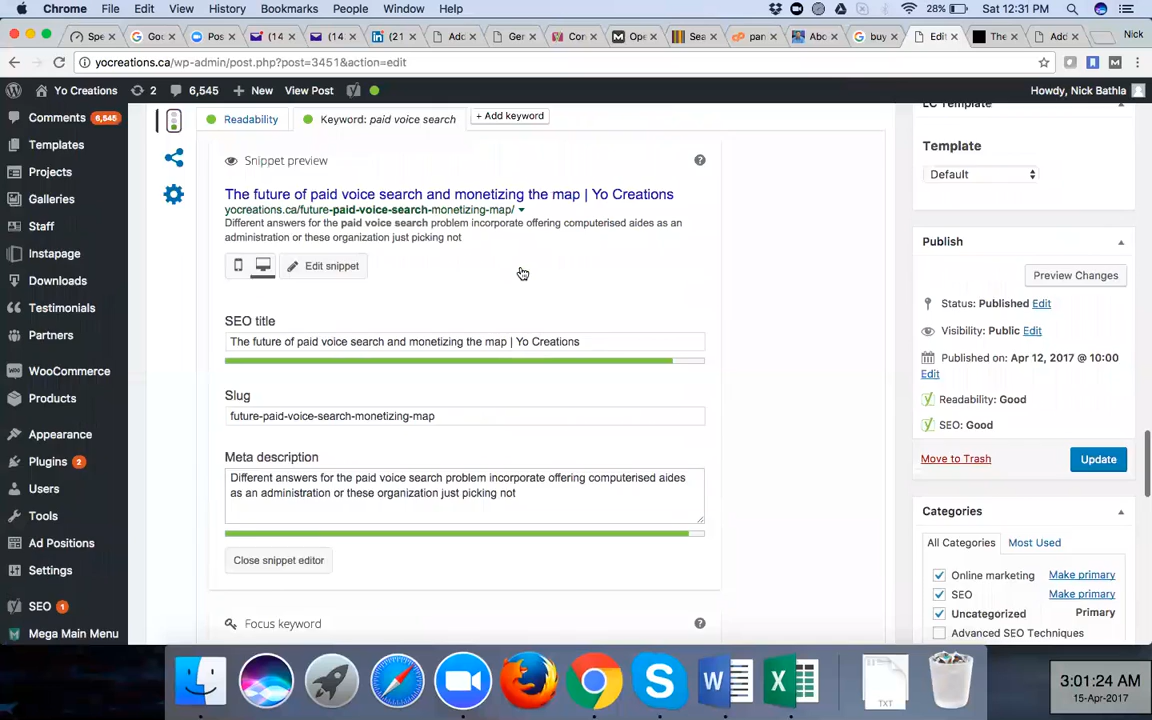 Chrome File Edit View History Bookmarks People Window Help
28% Sat 12:31 PM
Spe Goo Pos (14 (14 (21 Add Ger Cor Ope Sea pan Abo buy Edit The Add Nick
yocreations.ca/wp-admin/post.php?post=3451&action=edit
Yo Creations 2 6,545 New View Post
Howdy, Nick Bathla
Comments 6,545
Templates
Projects
Galleries
Staff
Instapage
Downloads
Testimonials
Partners
WooCommerce
Products
Appearance
Plugins 2
Users
Tools
Ad Positions
Settings
SEO 1
Mega Main Menu
Readability
Keyword: paid voice search
+ Add keyword
Snippet preview
The future of paid voice search and monetizing the map | Yo Creations
yocreations.ca/future-paid-voice-search-monetizing-map/
Different answers for the paid voice search problem incorporate offering computerised aides as an
administration or these organization just picking not
Edit snippet
SEO title
The future of paid voice search and monetizing the map | Yo Creations
Slug
future-paid-voice-search-monetizing-map
Meta description
Different answers for the paid voice search problem incorporate offering computerised aides
as an administration or these organization just picking not
Close snippet editor
Focus keyword
LC Template
Template
Default
Publish
Preview Changes
Status: Published Edit
Visibility: Public Edit
Published on: Apr 12, 2017 @ 10:00
Edit
Readability: Good
SEO: Good
Move to Trash
Update
Categories
All Categories Most Used
Online marketing Make primary
SEO Make primary
Uncategorized Primary
Advanced SEO Techniques
TXT
3:01:24 AM
15-Apr-2017